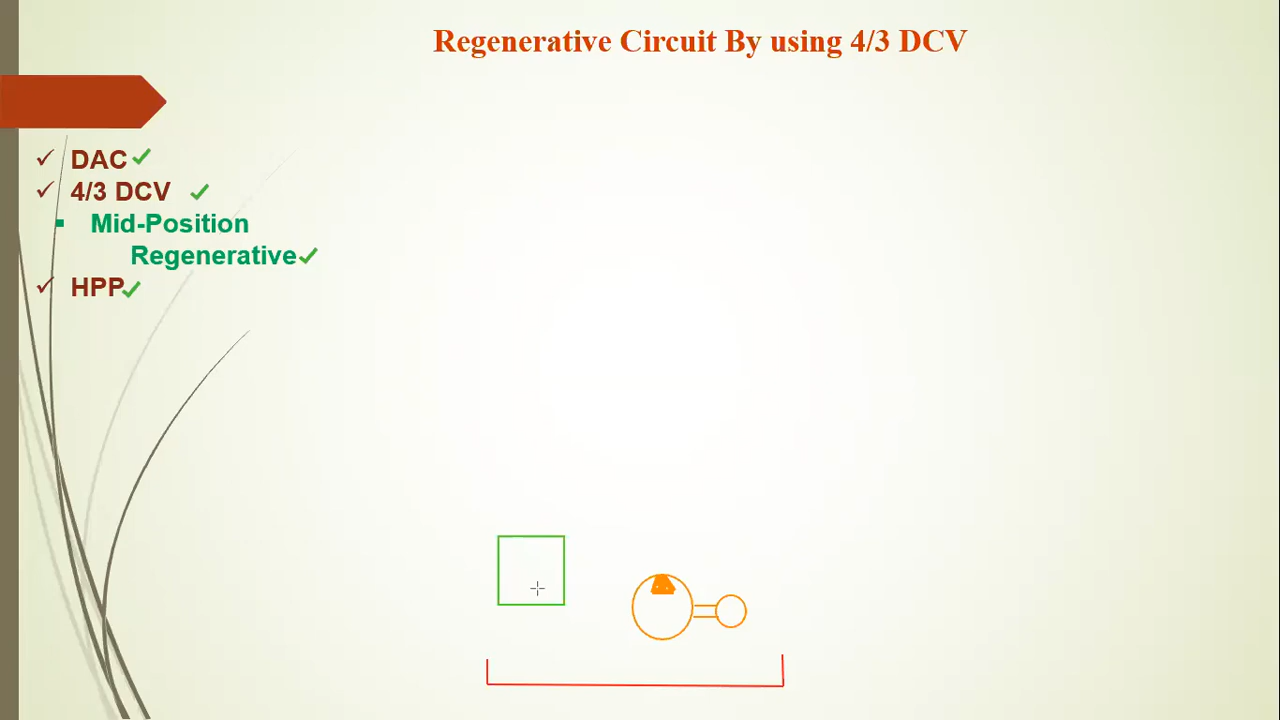 Regenerative Circuit By using 4/3 DCV
DAC
4/3 DCV
Mid-Position
Regenerative
HPP